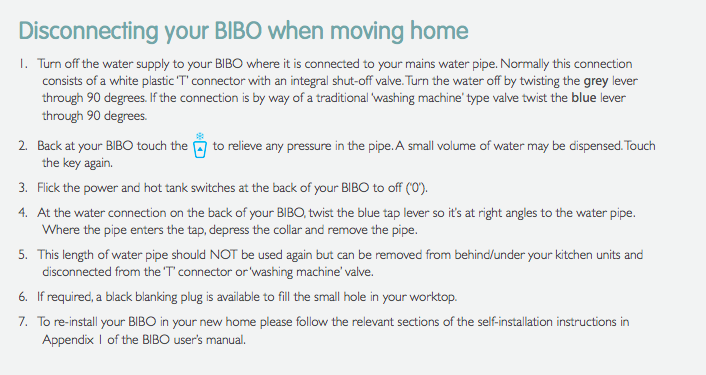 Disconnecting your BIBO when moving home
1. Turn off the water supply to your BIBO where it is connected to your mains water pipe. Normally this connection
consists of a white plastic 'T' connector with an integral shut-off valve. Turn the water off by twisting the grey lever
through 90 degrees. If the connection is by way of a traditional 'washing machine' type valve twist the blue lever
through 90 degrees.
2. Back at your BIBO touch the to relieve any pressure in the pipe. A small volume of water may be dispensed. Touch
the key again.
3. Flick the power and hot tank switches at the back of your BIBO to off ('0').
4. At the water connection on the back of your BIBO, twist the blue tap lever so it's at right angles to the water pipe.
Where the pipe enters the tap, depress the collar and remove the pipe.
5. This length of water pipe should NOT be used again but can be removed from behind/under your kitchen units and
disconnected from the 'T' connector or 'washing machine' valve.
6. If required, a black blanking plug is available to fill the small hole in your worktop.
7. To re-install your BIBO in your new home please follow the relevant sections of the self-installation instructions in
Appendix 1 of the BIBO user's manual.